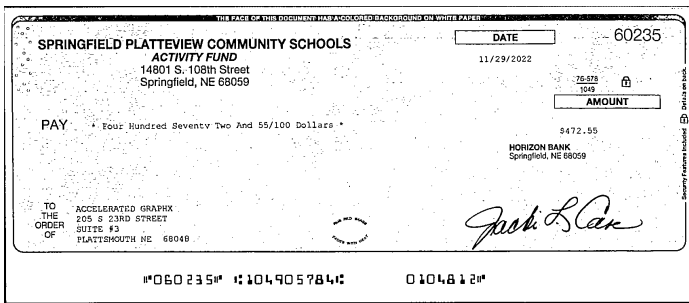 THE FACE OF THIS DOCUMENT HAS A COLORED BACKGROUND ON WHITE PAPER
SPRINGFIELD PLATTEVIEW COMMUNITY SCHOOLS
ACTIVITY FUND
14801 S. 108th Street
Springfield, NE 68059
DATE
60235
11/29/2022
76-578
1049
AMOUNT
PAY * Four Hundred Seventy Two And 55/100 Dollars *
$472.55
HORIZON BANK
Springfield, NE 68059
TO THE ORDER OF
ACCELERATED GRAPHX
205 S 23RD STREET
SUITE #3
PLATTSMOUTH NE 68048
Jacki L Case
Security Features Included Details on back.
⑈060235⑈ ⑆104905784⑆ 0104812⑈